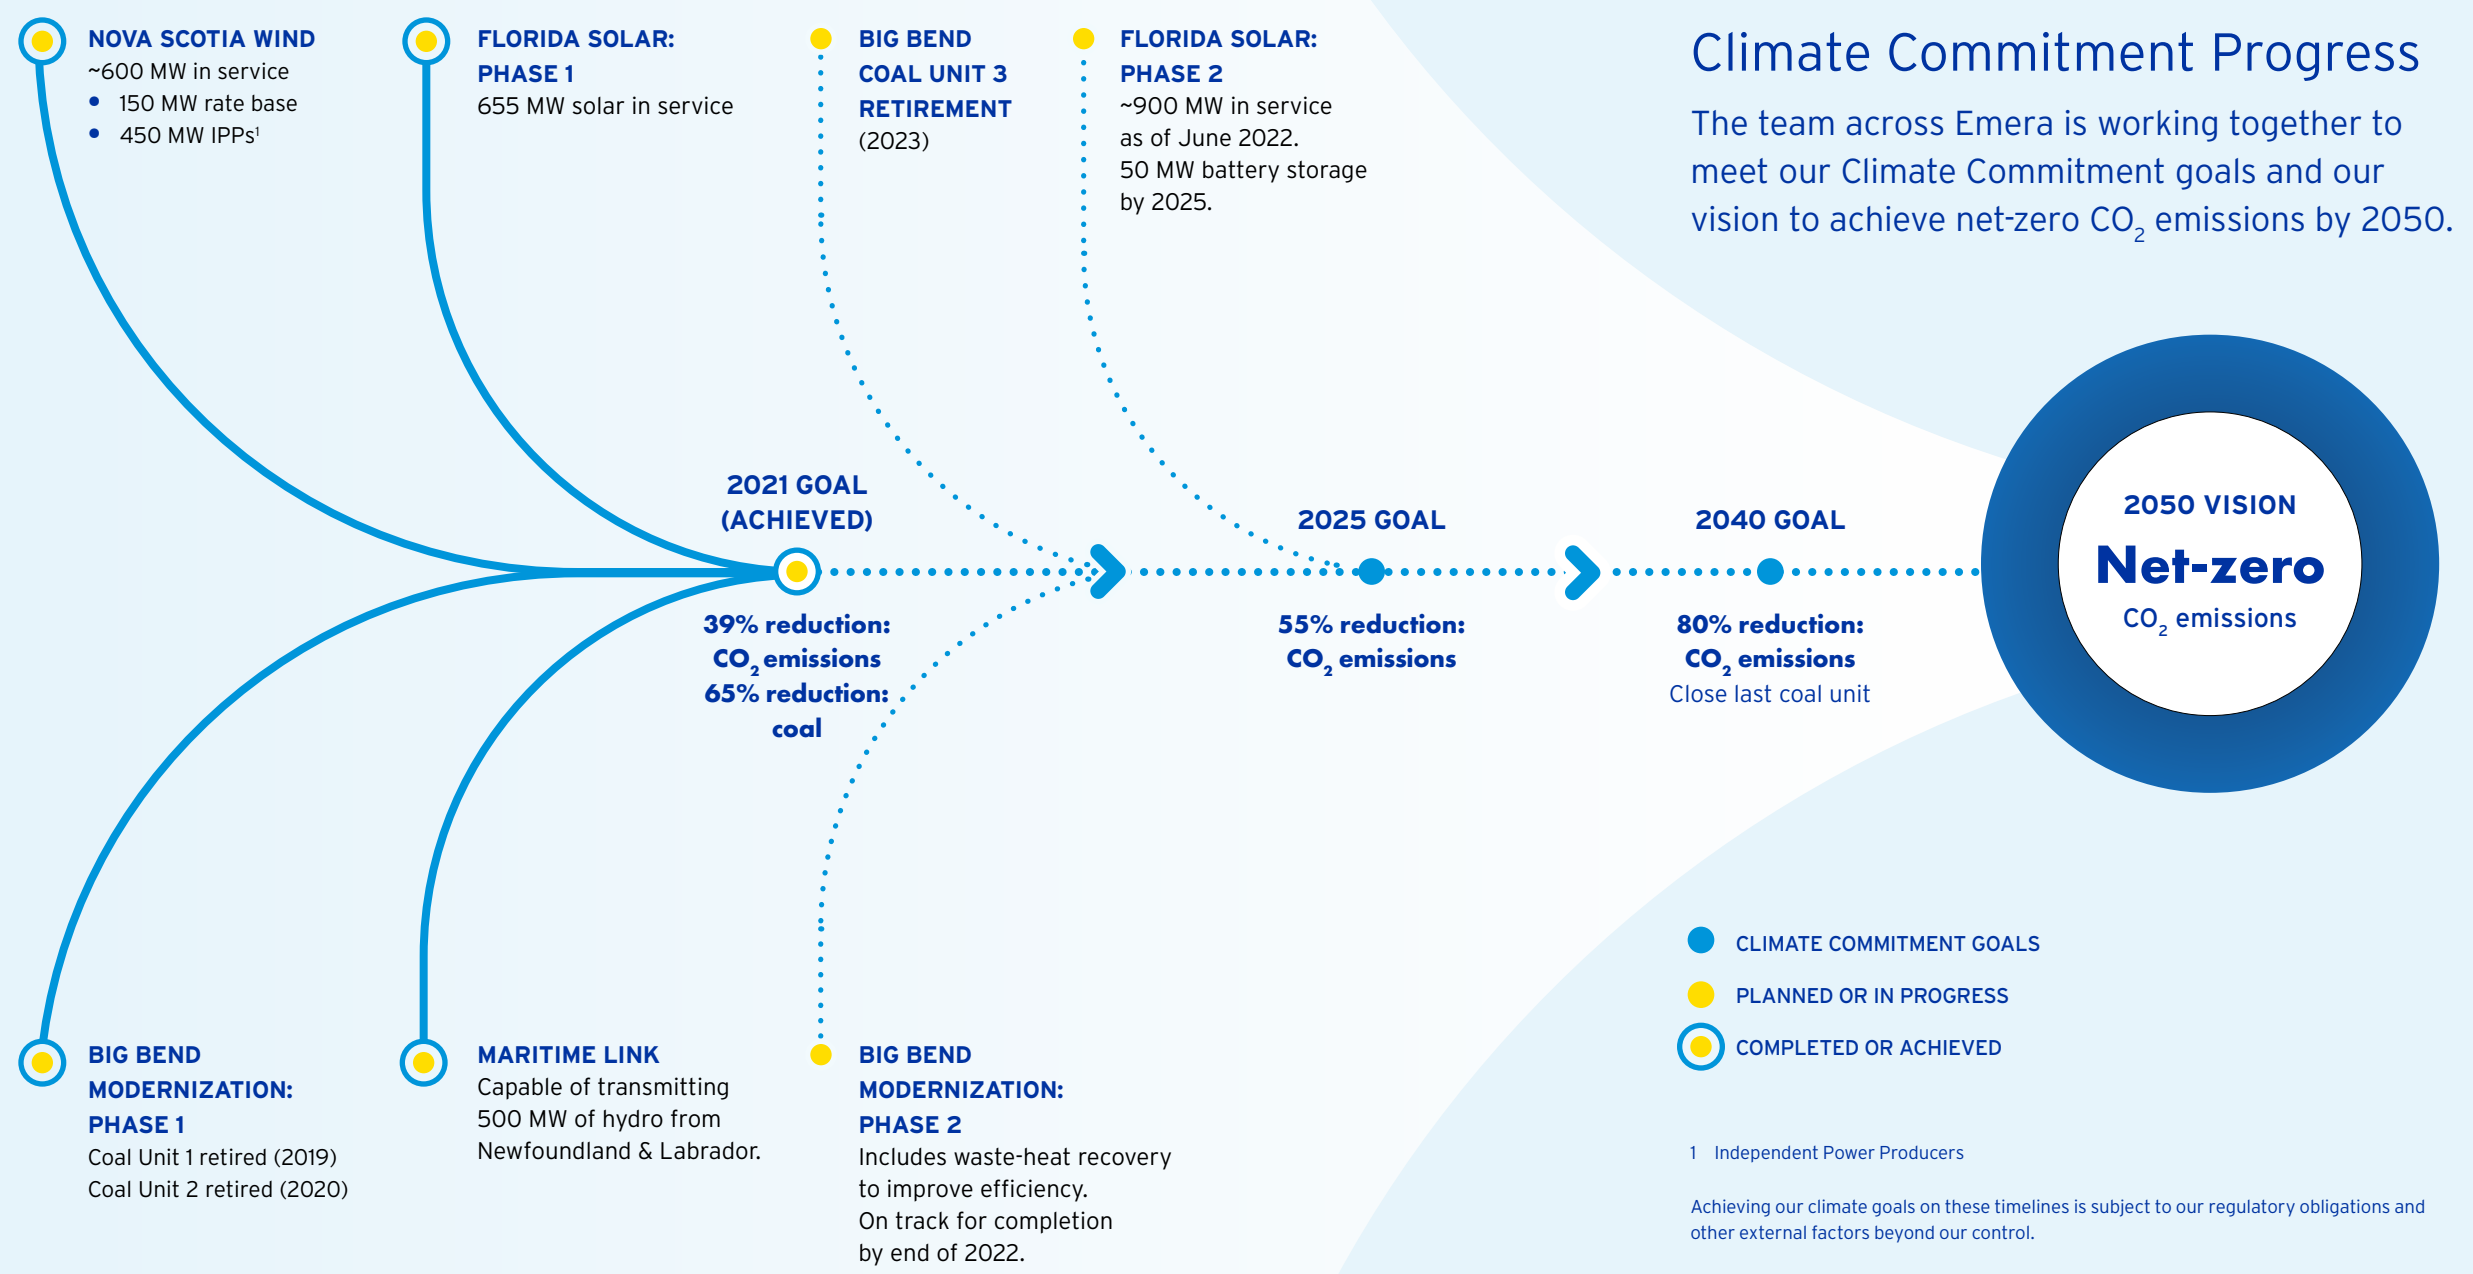 NOVA SCOTIA WIND
~600 MW in service
• 150 MW rate base
• 450 MW IPPs¹
FLORIDA SOLAR:
PHASE 1
655 MW solar in service
BIG BEND
COAL UNIT 3
RETIREMENT
(2023)
FLORIDA SOLAR:
PHASE 2
~900 MW in service
as of June 2022.
50 MW battery storage
by 2025.
Climate Commitment Progress
The team across Emera is working together to
meet our Climate Commitment goals and our
vision to achieve net-zero CO₂ emissions by 2050.
2021 GOAL
(ACHIEVED)
39% reduction:
CO₂ emissions
65% reduction:
coal
2025 GOAL
55% reduction:
CO₂ emissions
2040 GOAL
80% reduction:
CO₂ emissions
Close last coal unit
2050 VISION
Net-zero
CO₂ emissions
BIG BEND
MODERNIZATION:
PHASE 1
Coal Unit 1 retired (2019)
Coal Unit 2 retired (2020)
MARITIME LINK
Capable of transmitting
500 MW of hydro from
Newfoundland & Labrador.
BIG BEND
MODERNIZATION:
PHASE 2
Includes waste-heat recovery
to improve efficiency.
On track for completion
by end of 2022.
CLIMATE COMMITMENT GOALS
PLANNED OR IN PROGRESS
COMPLETED OR ACHIEVED
1 Independent Power Producers
Achieving our climate goals on these timelines is subject to our regulatory obligations and
other external factors beyond our control.